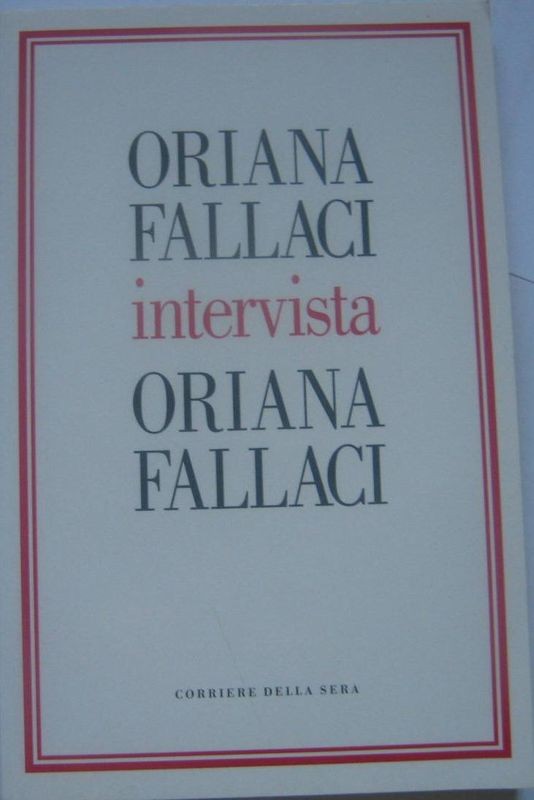 ORIANA
FALLACI
intervista
ORIANA
FALLACI
CORRIERE DELLA SERA